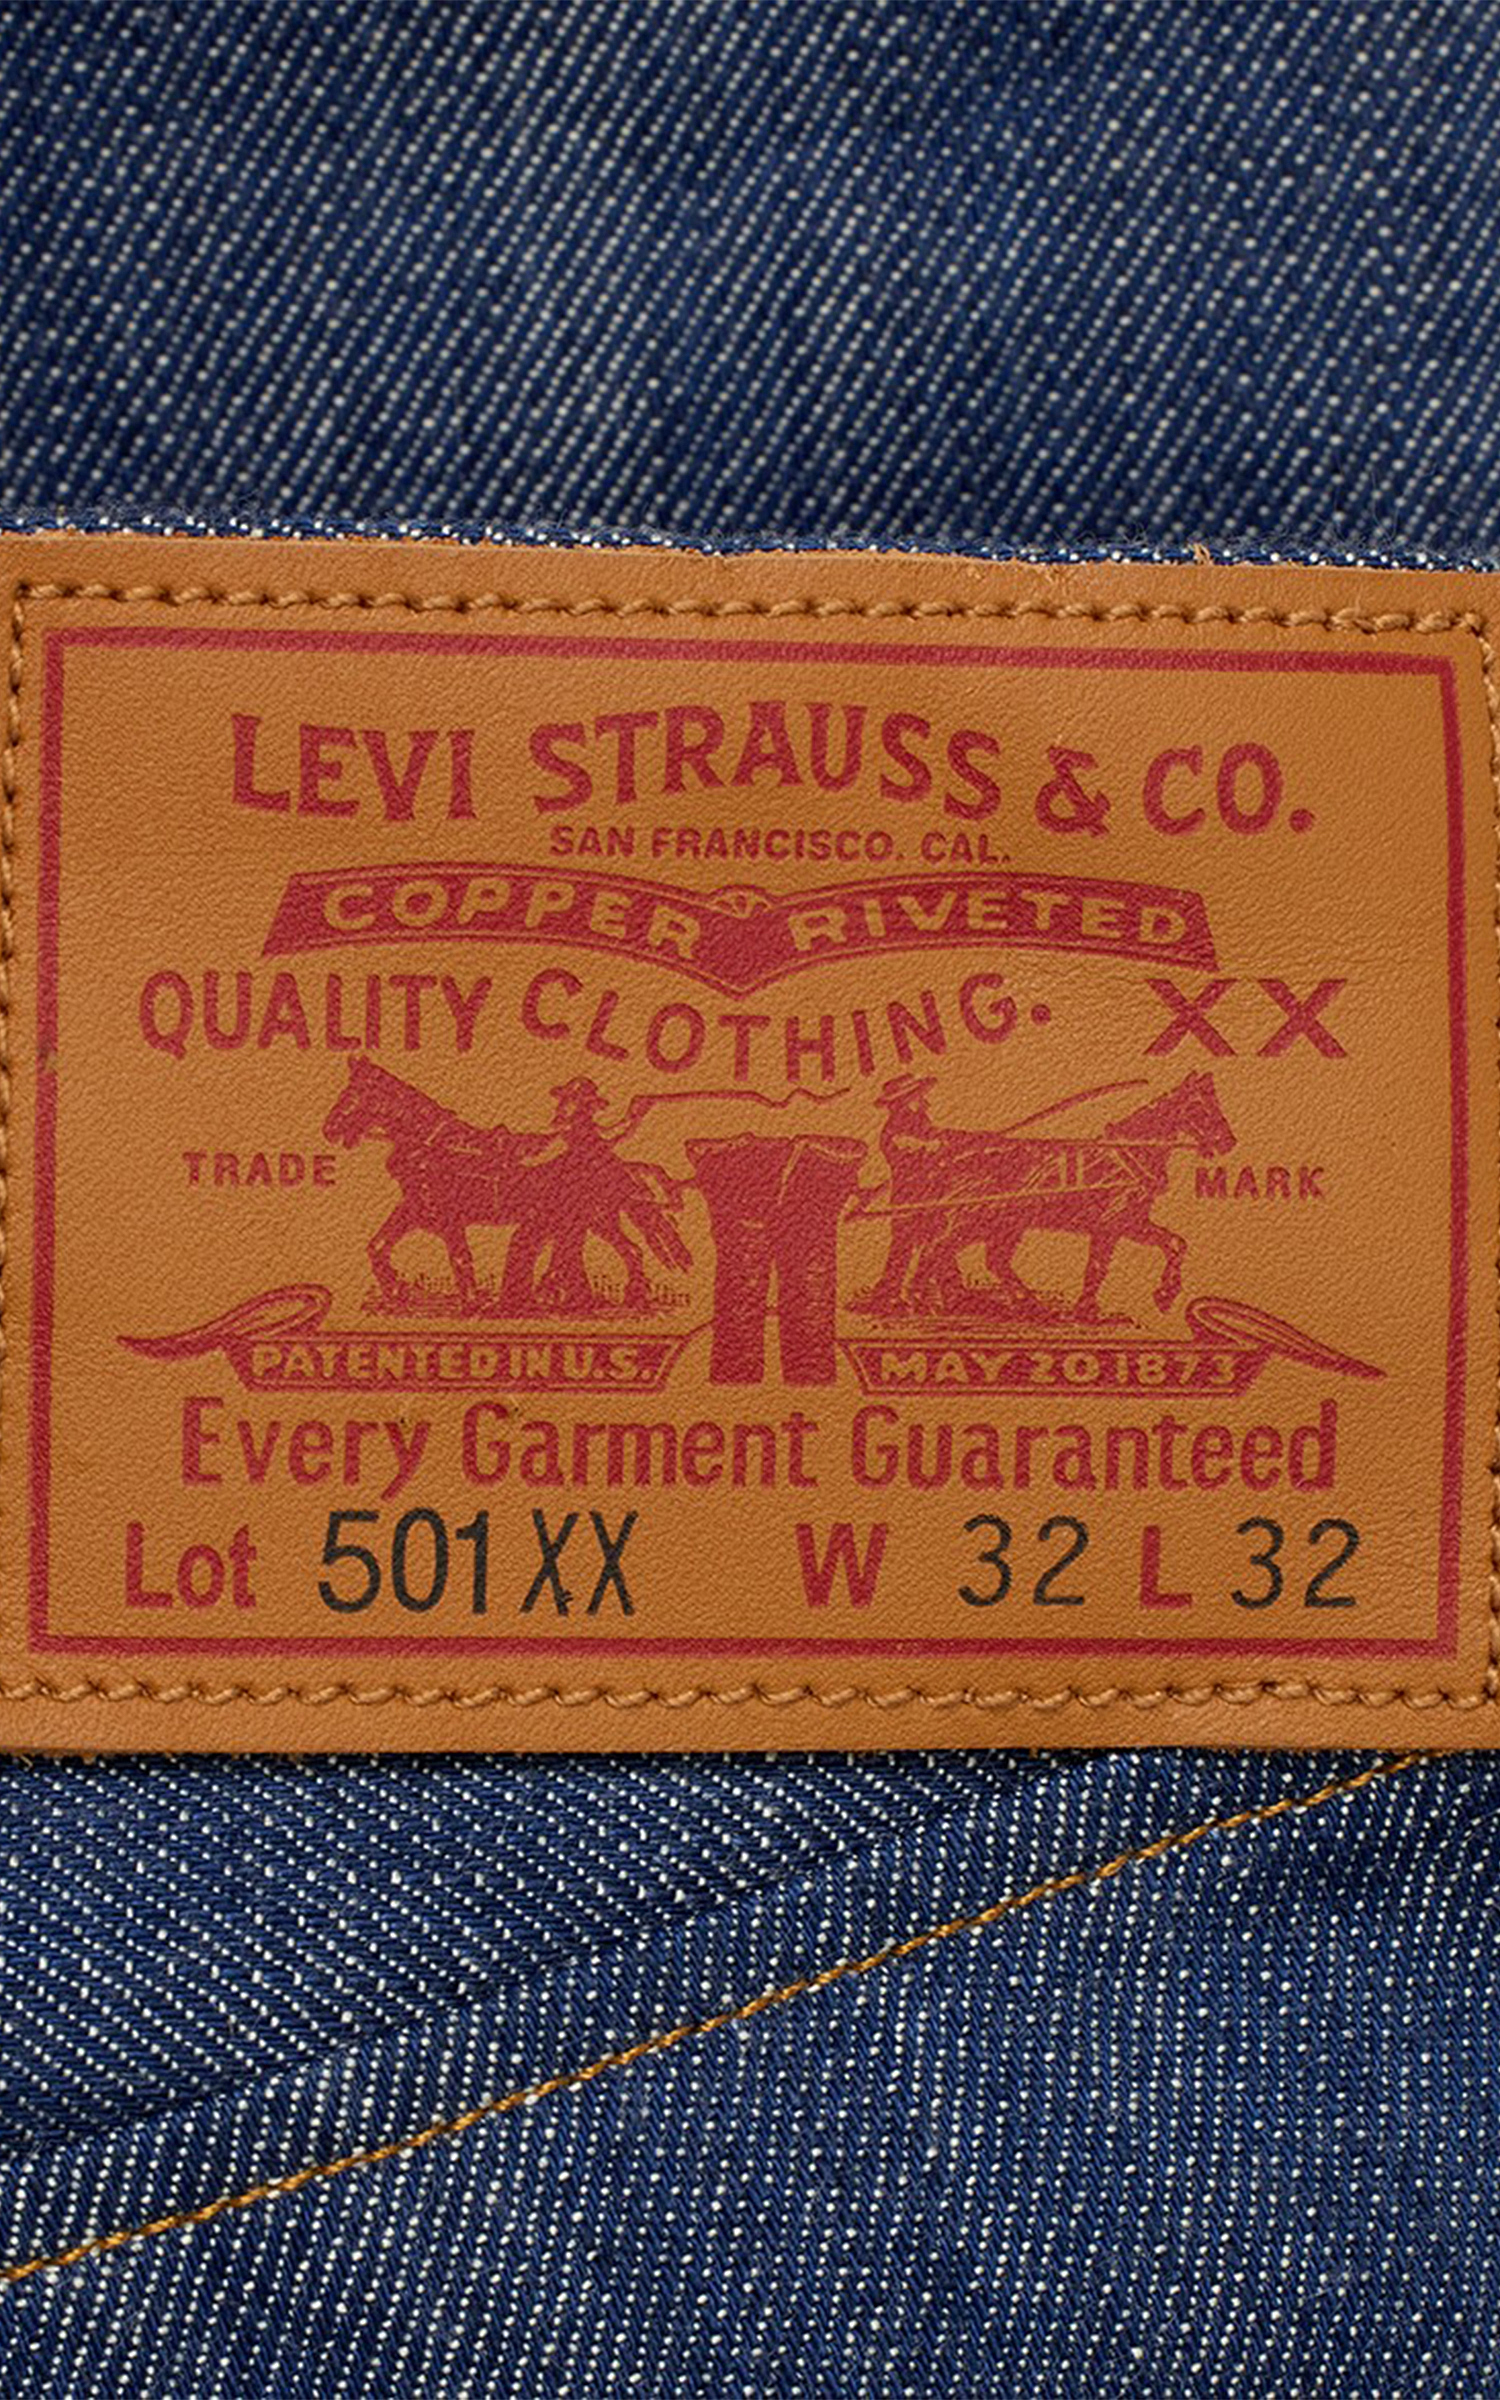 LEVI STRAUSS & CO.
SAN FRANCISCO. CAL.
COPPER RIVETED
QUALITY CLOTHING. XX
TRADE MARK
PATENTED IN U.S. MAY 20 1873
Every Garment Guaranteed
Lot 501XX W 32 L 32